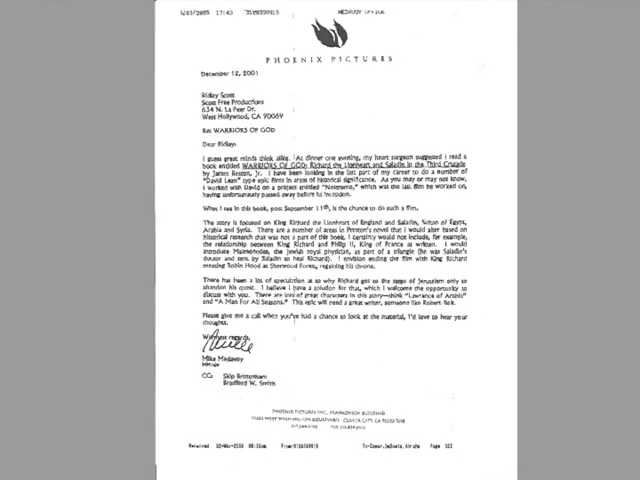 PHOENIX PICTURES
December 12, 2001
Ridley Scott
Scott Free Productions
634 N. La Peer Dr.
West Hollywood, CA 90069
Re: WARRIORS OF GOD
Dear Ridley:
I guess great minds think alike. At dinner one evening, my heart surgeon suggested I read a
book entitled WARRIORS OF GOD: Richard the Lionheart and Saladin in the Third Crusade
by James Reston, Jr. I have been looking in the last part of my career to do a number of
"David Lean" type epic films in areas of historical significance. As you may or may not know,
I worked with David on a project entitled "Nostromo," which was the last film he worked on,
having unfortunately passed away before its inception.
What I see in this book, post September 11th, is the chance to do such a film.
The story is focused on King Richard the Lionheart of England and Saladin, Sultan of Egypt,
Arabia and Syria. There are a number of areas in Preston's novel that I would alter based on
historical research that was not a part of this book. I certainly would not include, for example,
the relationship between King Richard and Philip II, King of France as written. I would
introduce Maimonides, the Jewish royal physician, as part of a triangle (he was Saladin's
doctor and sent by Saladin to heal Richard). I envision ending the film with King Richard
meeting Robin Hood at Sherwood Forest, regaining his throne.
There has been a lot of speculation as to why Richard got to the steps of Jerusalem only to
abandon his quest. I believe I have a solution for that, which I welcome the opportunity to
discuss with you. There are lots of great characters in this story—think "Lawrence of Arabia"
and "A Man For All Seasons." This epic will need a great writer, someone like Robert Bolt.
Please give me a call when you've had a chance to look at the material, I'd love to hear your
thoughts.
Warmest regards,
Mike Medavoy
CC: Skip Brittenham
Bradford W. Smith
PHOENIX PICTURES INC. FRANKOVICH BUILDING
10202 WEST WASHINGTON BOULEVARD CULVER CITY, CA 90232-3195